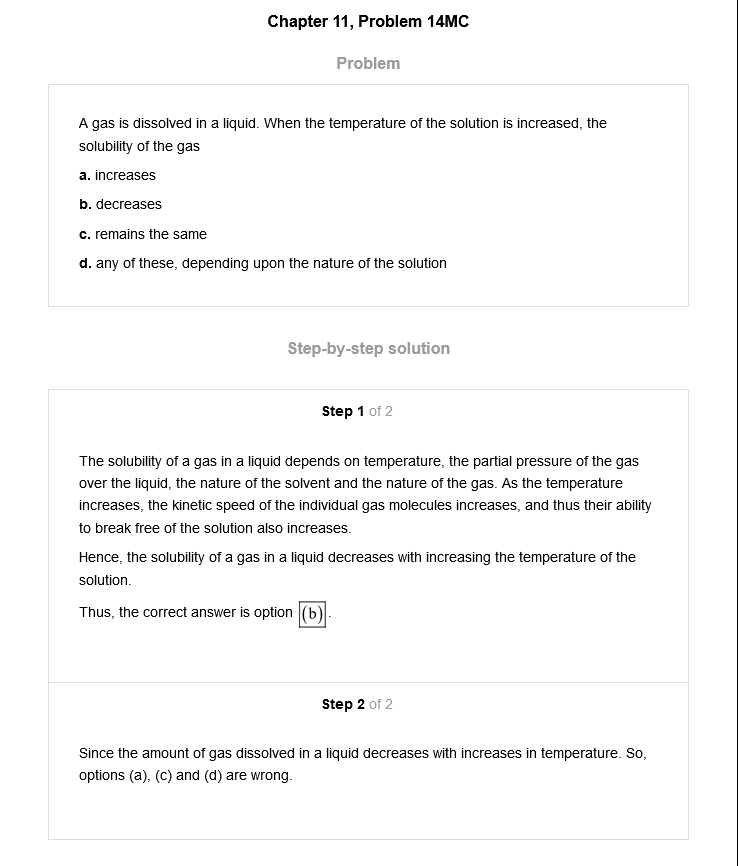 Chapter 11, Problem 14MC
Problem
A gas is dissolved in a liquid. When the temperature of the solution is increased, the
solubility of the gas
a. increases
b. decreases
c. remains the same
d. any of these, depending upon the nature of the solution
Step-by-step solution
Step 1 of 2
The solubility of a gas in a liquid depends on temperature, the partial pressure of the gas
over the liquid, the nature of the solvent and the nature of the gas. As the temperature
increases, the kinetic speed of the individual gas molecules increases, and thus their ability
to break free of the solution also increases.
Hence, the solubility of a gas in a liquid decreases with increasing the temperature of the
solution.
Thus, the correct answer is option (b).
Step 2 of 2
Since the amount of gas dissolved in a liquid decreases with increases in temperature. So,
options (a), (c) and (d) are wrong.